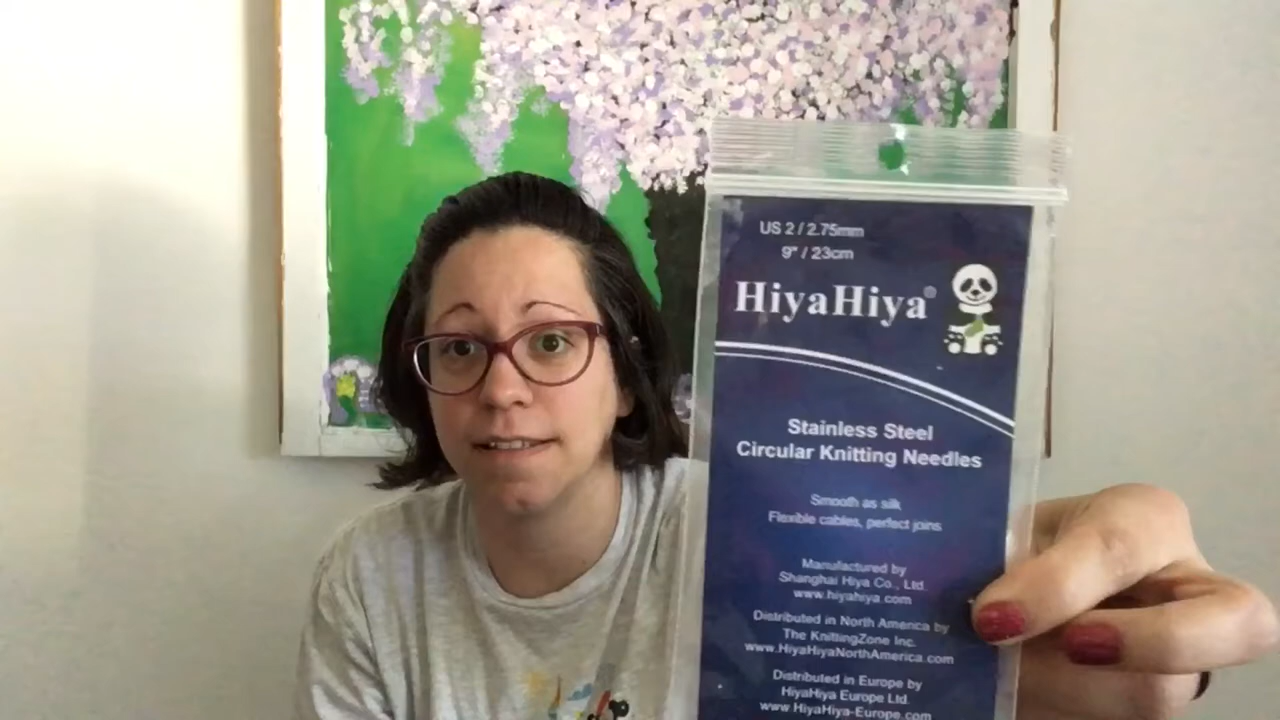 US 2 / 2.75mm
9" / 23cm
HiyaHiya®
Stainless Steel
Circular Knitting Needles
Smooth as silk
Flexible cables, perfect joins
Manufactured by
Shanghai Hiya Co., Ltd.
www.hiyahiya.com
Distributed in North America by
The KnittingZone Inc.
www.HiyaHiyaNorthAmerica.com
Distributed in Europe by
HiyaHiya Europe Ltd.
www.HiyaHiya-Europe.com